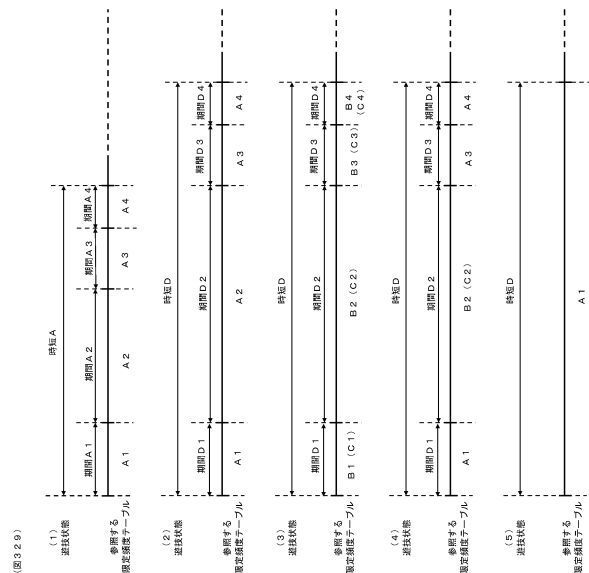 (図329)
(1)
遊技状態
時短A
期間A1
期間A2
期間A3
期間A4
参照する
限定頻度テーブル
A1
A2
A3
A4
(2)
遊技状態
時短D
期間D1
期間D2
期間D3
期間D4
参照する
限定頻度テーブル
A1
A2
A3
A4
(3)
遊技状態
時短D
期間D1
期間D2
期間D3
期間D4
参照する
限定頻度テーブル
B1(C1)
B2(C2)
B3(C3)
B4
(C4)
(4)
遊技状態
時短D
期間D1
期間D2
期間D3
期間D4
参照する
限定頻度テーブル
A1
B2(C2)
A3
A4
(5)
遊技状態
時短D
参照する
限定頻度テーブル
A1